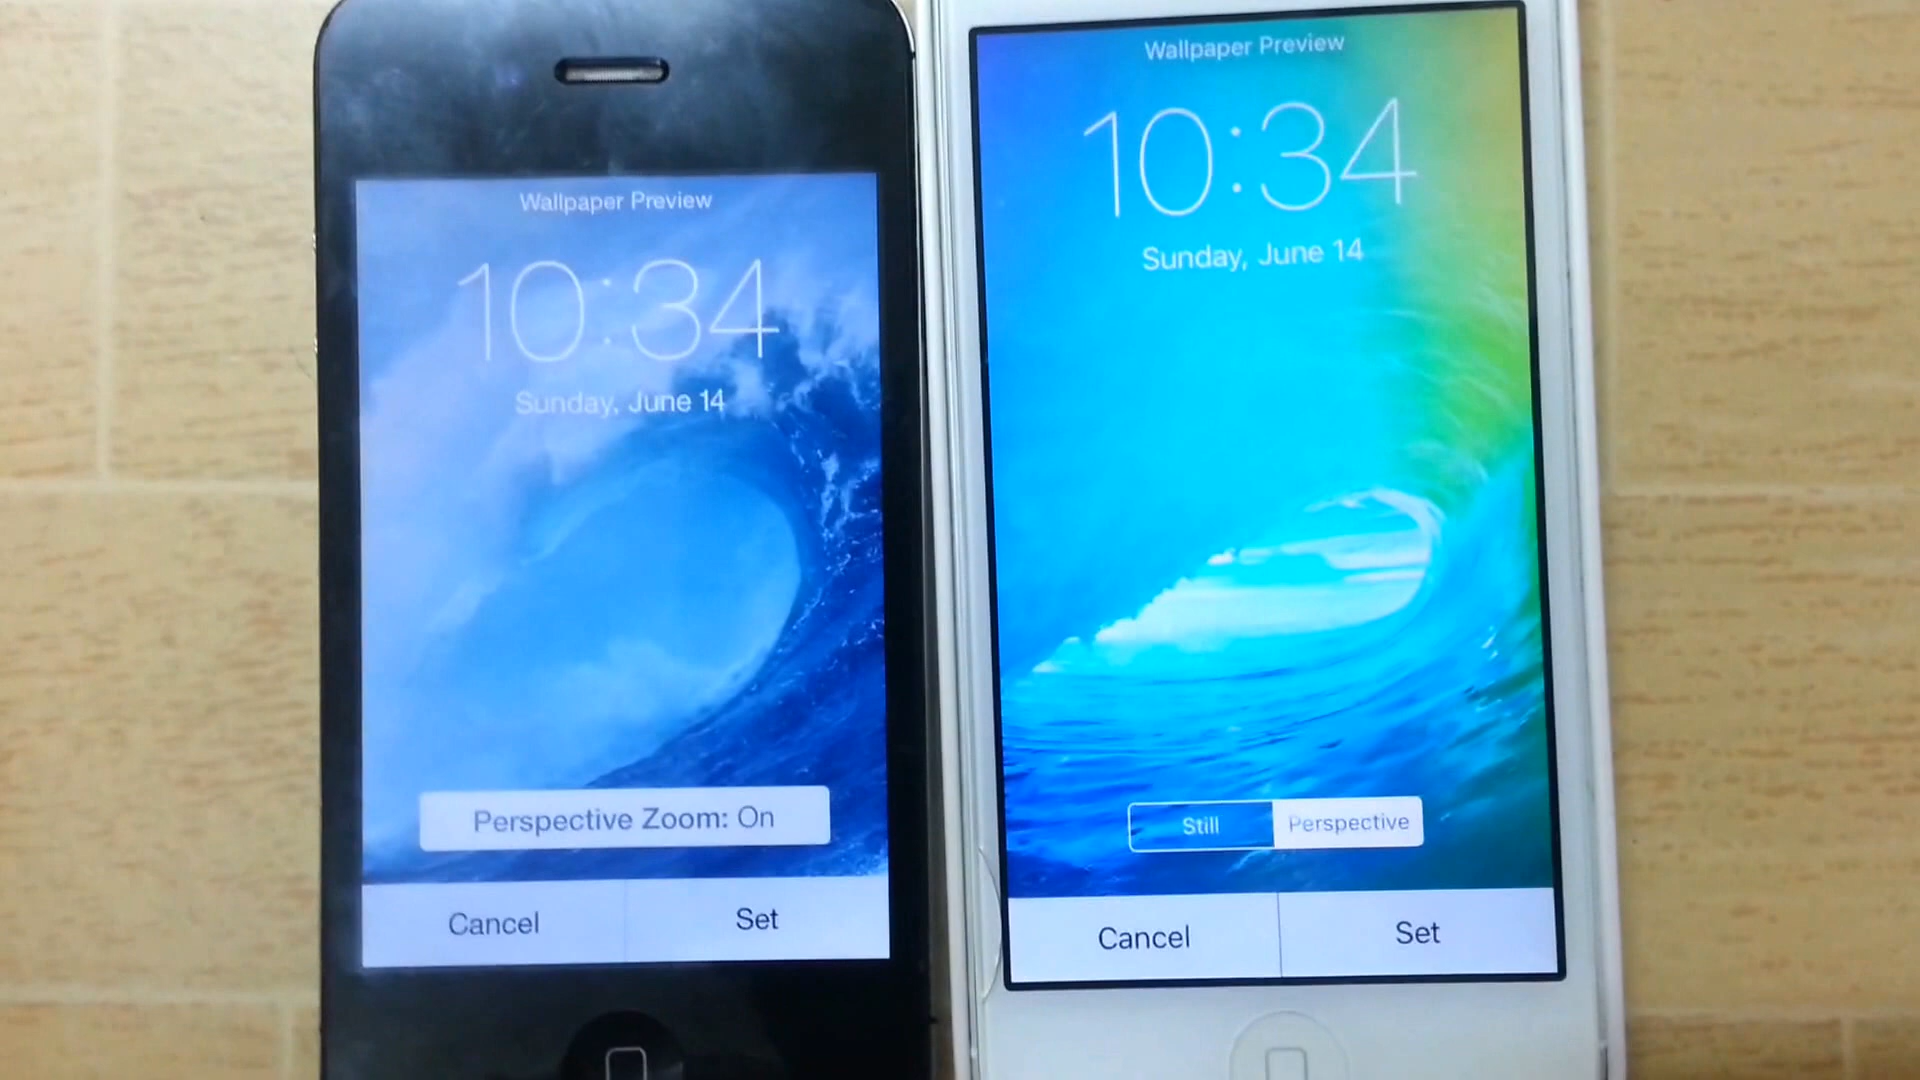 Wallpaper Preview
10:34
Sunday, June 14
Perspective Zoom: On
Cancel
Set
Wallpaper Preview
10:34
Sunday, June 14
Still
Perspective
Cancel
Set